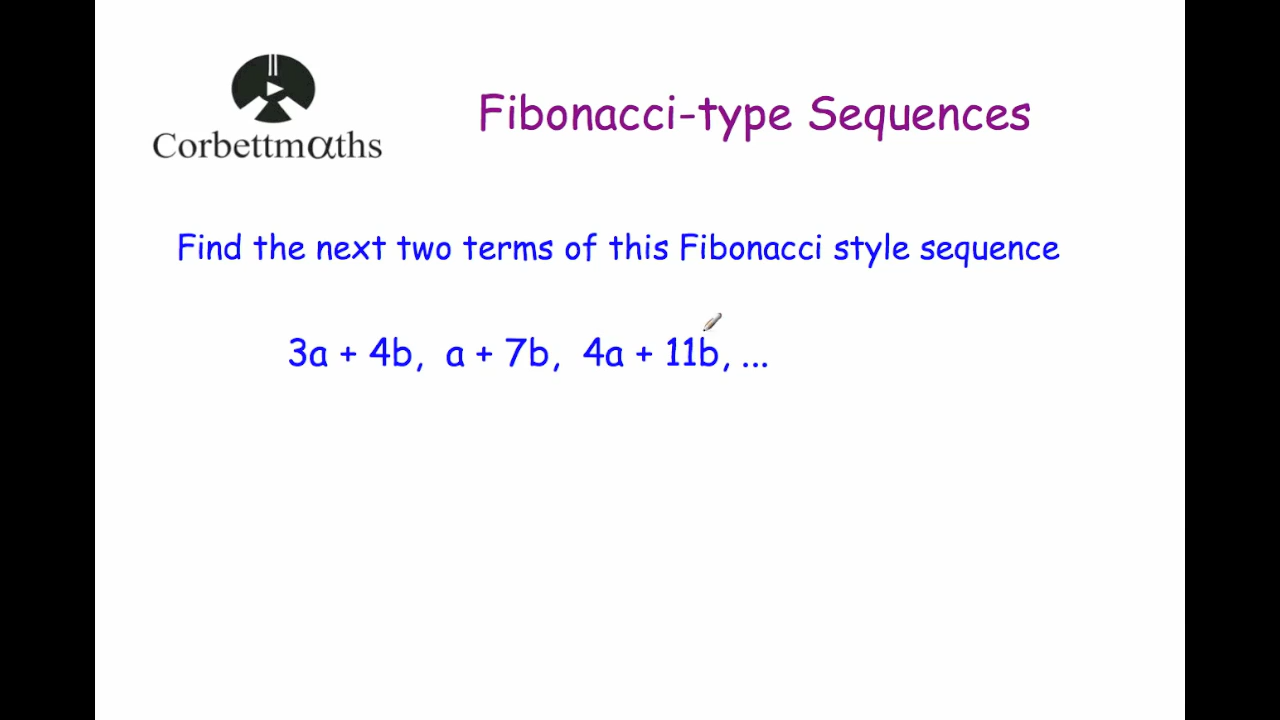 Corbettmαths
Fibonacci-type Sequences
Find the next two terms of this Fibonacci style sequence
3a + 4b, a + 7b, 4a + 11b, ...